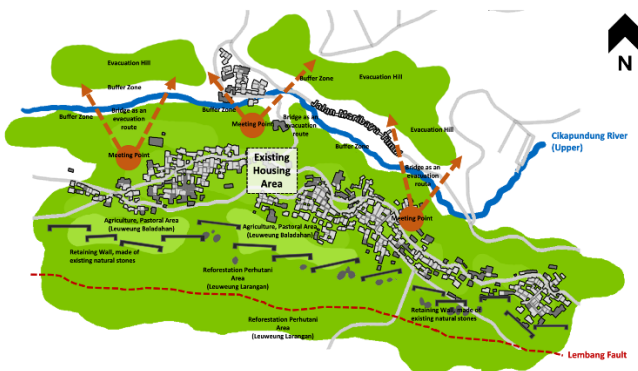 Evacuation Hill
Buffer Zone
Buffer Zone
Evacuation Hill
N
Buffer Zone
Bridge as an
evacuation
route
Buffer Zone
Jalan Maribaya Timur
Meeting Point
Bridge as an
evacuation
route
Buffer Zone
Evacuation
Hill
Cikapundung River
(Upper)
Meeting Point
Existing
Housing
Area
Bridge as an
evaluation
route
Meeting Point
Agriculture, Pastoral Area
(Leuweung Baladahan)
Agriculture, Pastoral Area
(Leuweung Baladahan)
Retaining Wall, made of
existing natural stones
Reforestation Perhutani
Area
(Leuweung Larangan)
Retaining Wall, made of
existing natural stones
Reforestation Perhutani
Area
(Leuweung Larangan)
Lembang Fault